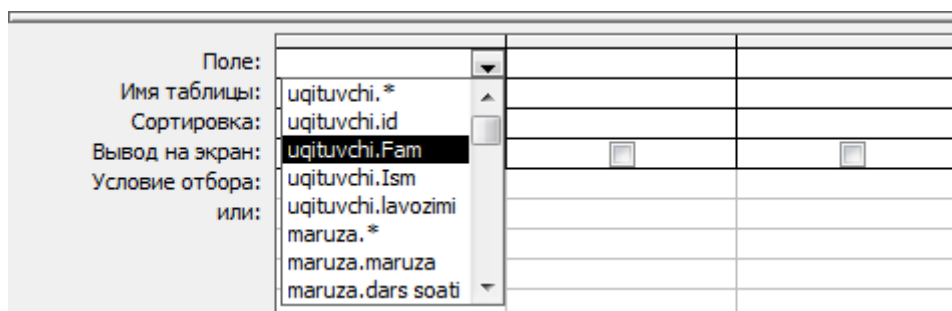 Поле:
Имя таблицы:
Сортировка:
Вывод на экран:
Условие отбора:
или:
uqituvchi.*
uqituvchi.id
uqituvchi.Fam
uqituvchi.Ism
uqituvchi.lavozimi
maruza.*
maruza.maruza
maruza.dars soati